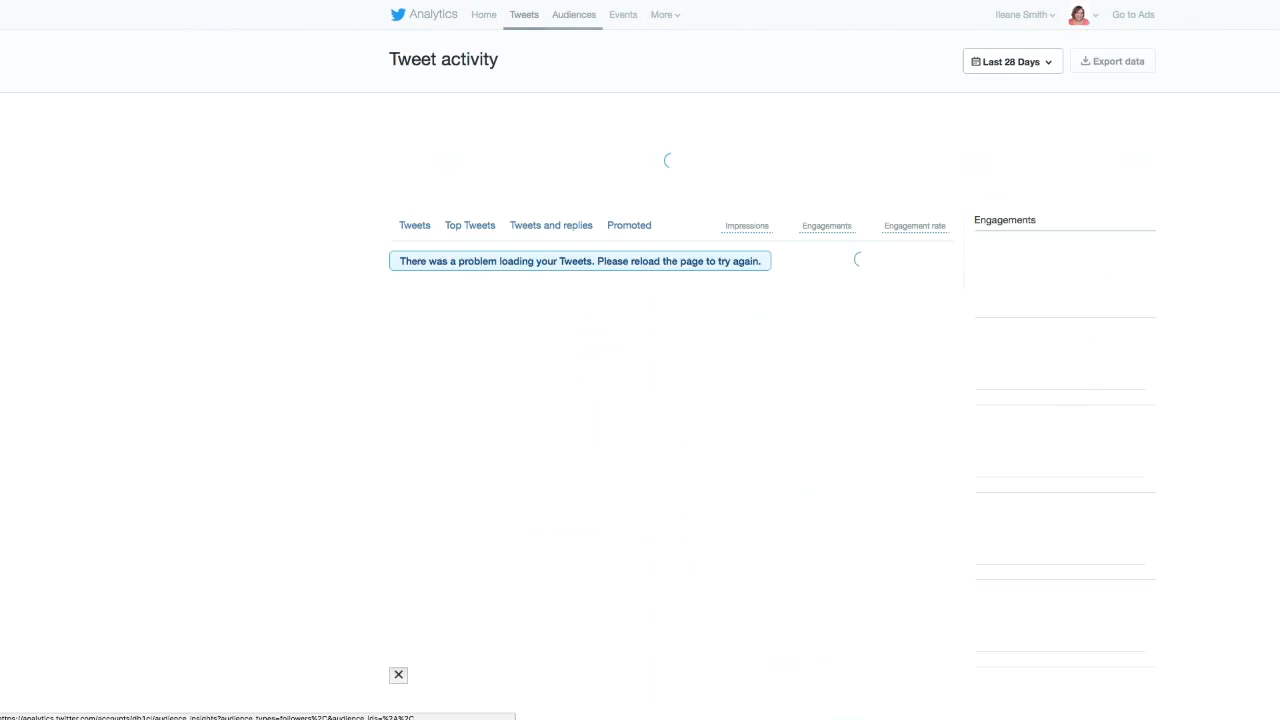 Analytics Home Tweets Audiences Events More Ileane Smith Go to Ads
Tweet activity
Last 28 Days Export data
Tweets Top Tweets Tweets and replies Promoted Impressions Engagements Engagement rate Engagements
There was a problem loading your Tweets. Please reload the page to try again.